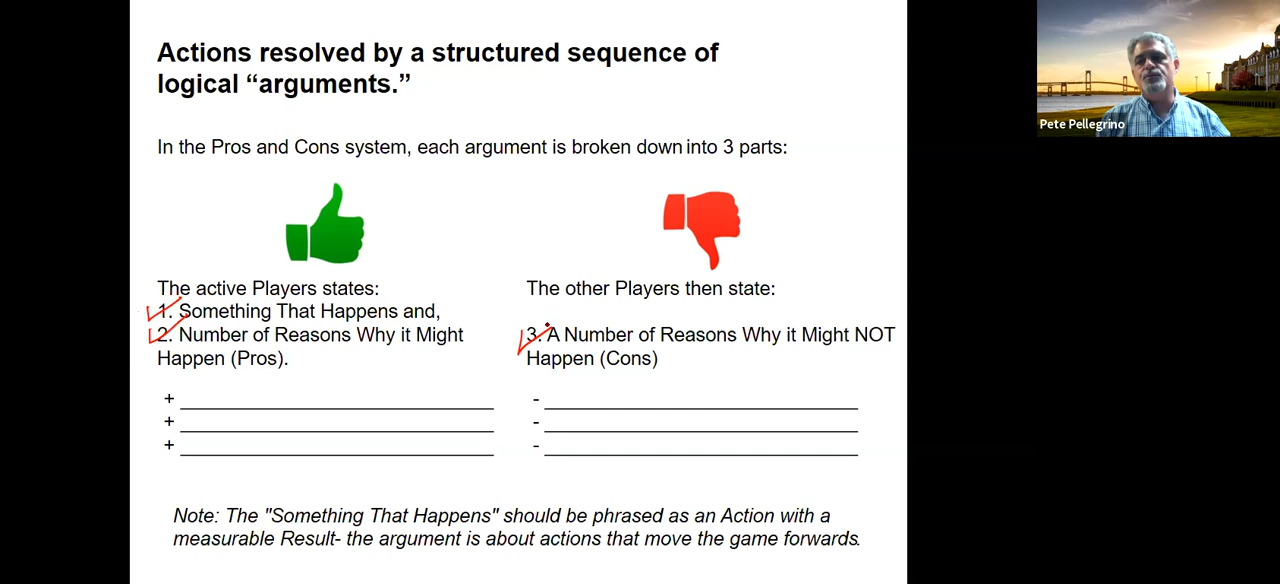 Actions resolved by a structured sequence of
logical “arguments.”
Pete Pellegrino
In the Pros and Cons system, each argument is broken down into 3 parts:
The active Players states:
1. Something That Happens and,
2. Number of Reasons Why it Might
Happen (Pros).
+
+
+
The other Players then state:
3. A Number of Reasons Why it Might NOT
Happen (Cons)
-
-
-
Note: The "Something That Happens" should be phrased as an Action with a
measurable Result- the argument is about actions that move the game forwards.